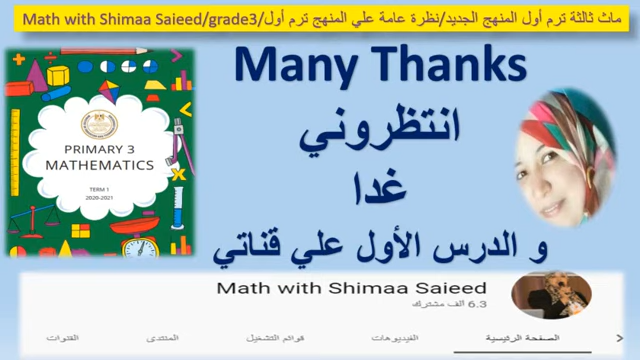 ماث ثالثة ترم أول المنهج الجديد/نظرة عامة علي المنهج ترم أول/Math with Shimaa Saieed/grade3
Many Thanks
انتظروني
غدا
و الدرس الأول علي قناتي
PRIMARY 3
MATHEMATICS
TERM 1
2020-2021
Math with Shimaa Saieed
6.3 ألف مشترك
الصفحة الرئيسية
الفيديوهات
قوائم التشغيل
المنتدى
القنوات